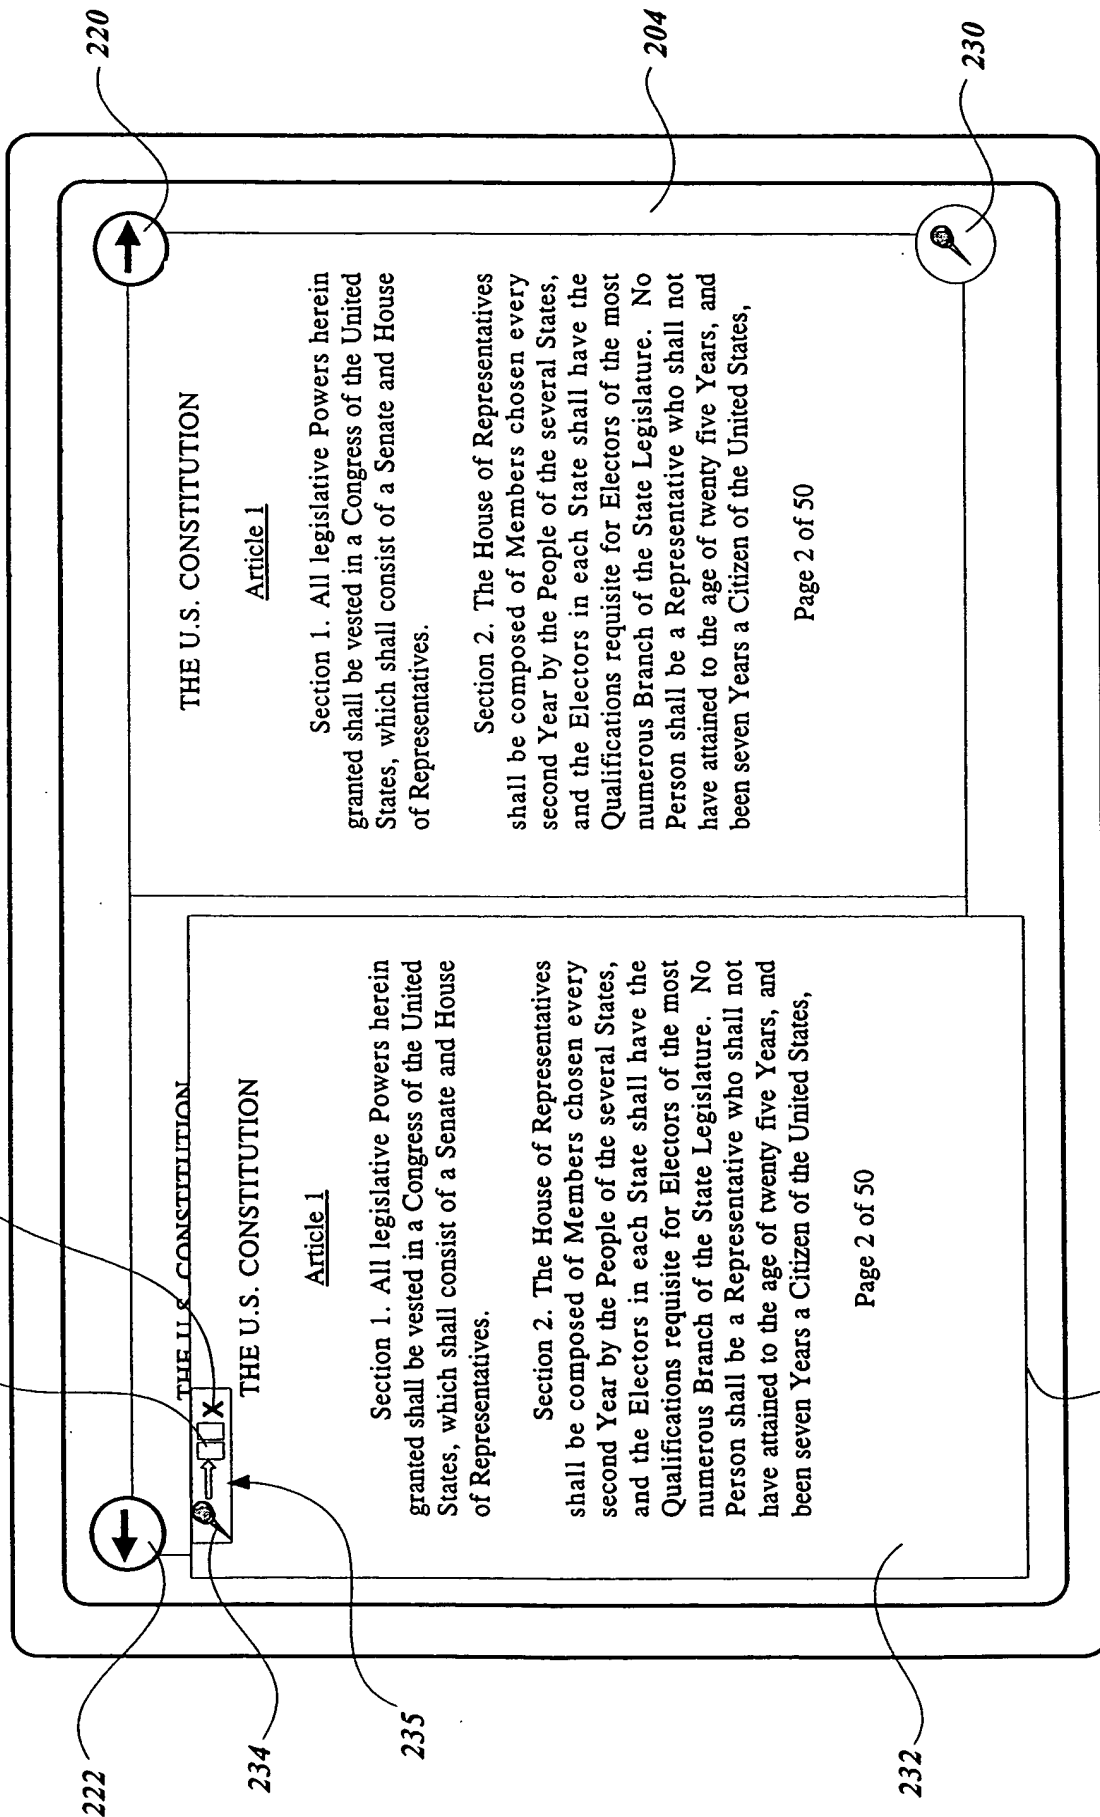 222
234
235
232
THE U.S. CONSTITUTION
X
THE U.S. CONSTITUTION
Article 1
Section 1. All legislative Powers herein
granted shall be vested in a Congress of the United
States, which shall consist of a Senate and House
of Representatives.
Section 2. The House of Representatives
shall be composed of Members chosen every
second Year by the People of the several States,
and the Electors in each State shall have the
Qualifications requisite for Electors of the most
numerous Branch of the State Legislature. No
Person shall be a Representative who shall not
have attained to the age of twenty five Years, and
been seven Years a Citizen of the United States,
Page 2 of 50
THE U.S. CONSTITUTION
Article 1
Section 1. All legislative Powers herein
granted shall be vested in a Congress of the United
States, which shall consist of a Senate and House
of Representatives.
Section 2. The House of Representatives
shall be composed of Members chosen every
second Year by the People of the several States,
and the Electors in each State shall have the
Qualifications requisite for Electors of the most
numerous Branch of the State Legislature. No
Person shall be a Representative who shall not
have attained to the age of twenty five Years, and
been seven Years a Citizen of the United States,
Page 2 of 50
220
204
230